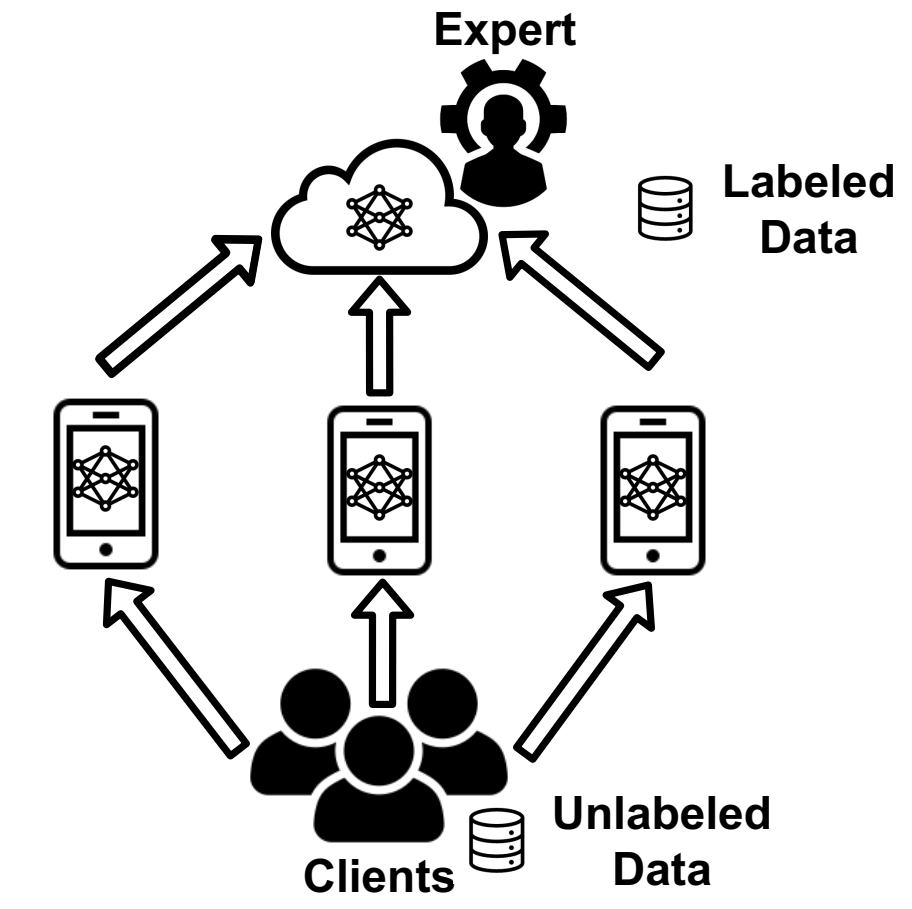 Expert
Labeled
Data
Unlabeled
Data
Clients